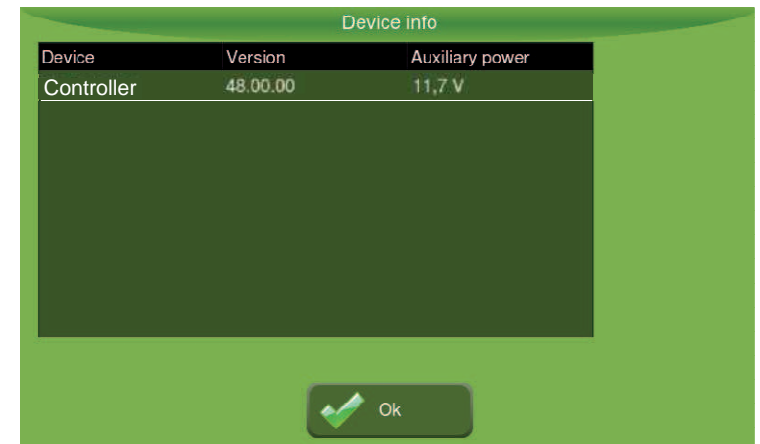 Device info
Device Version Auxiliary power
Controller 48.00.00 11,7 V
Ok